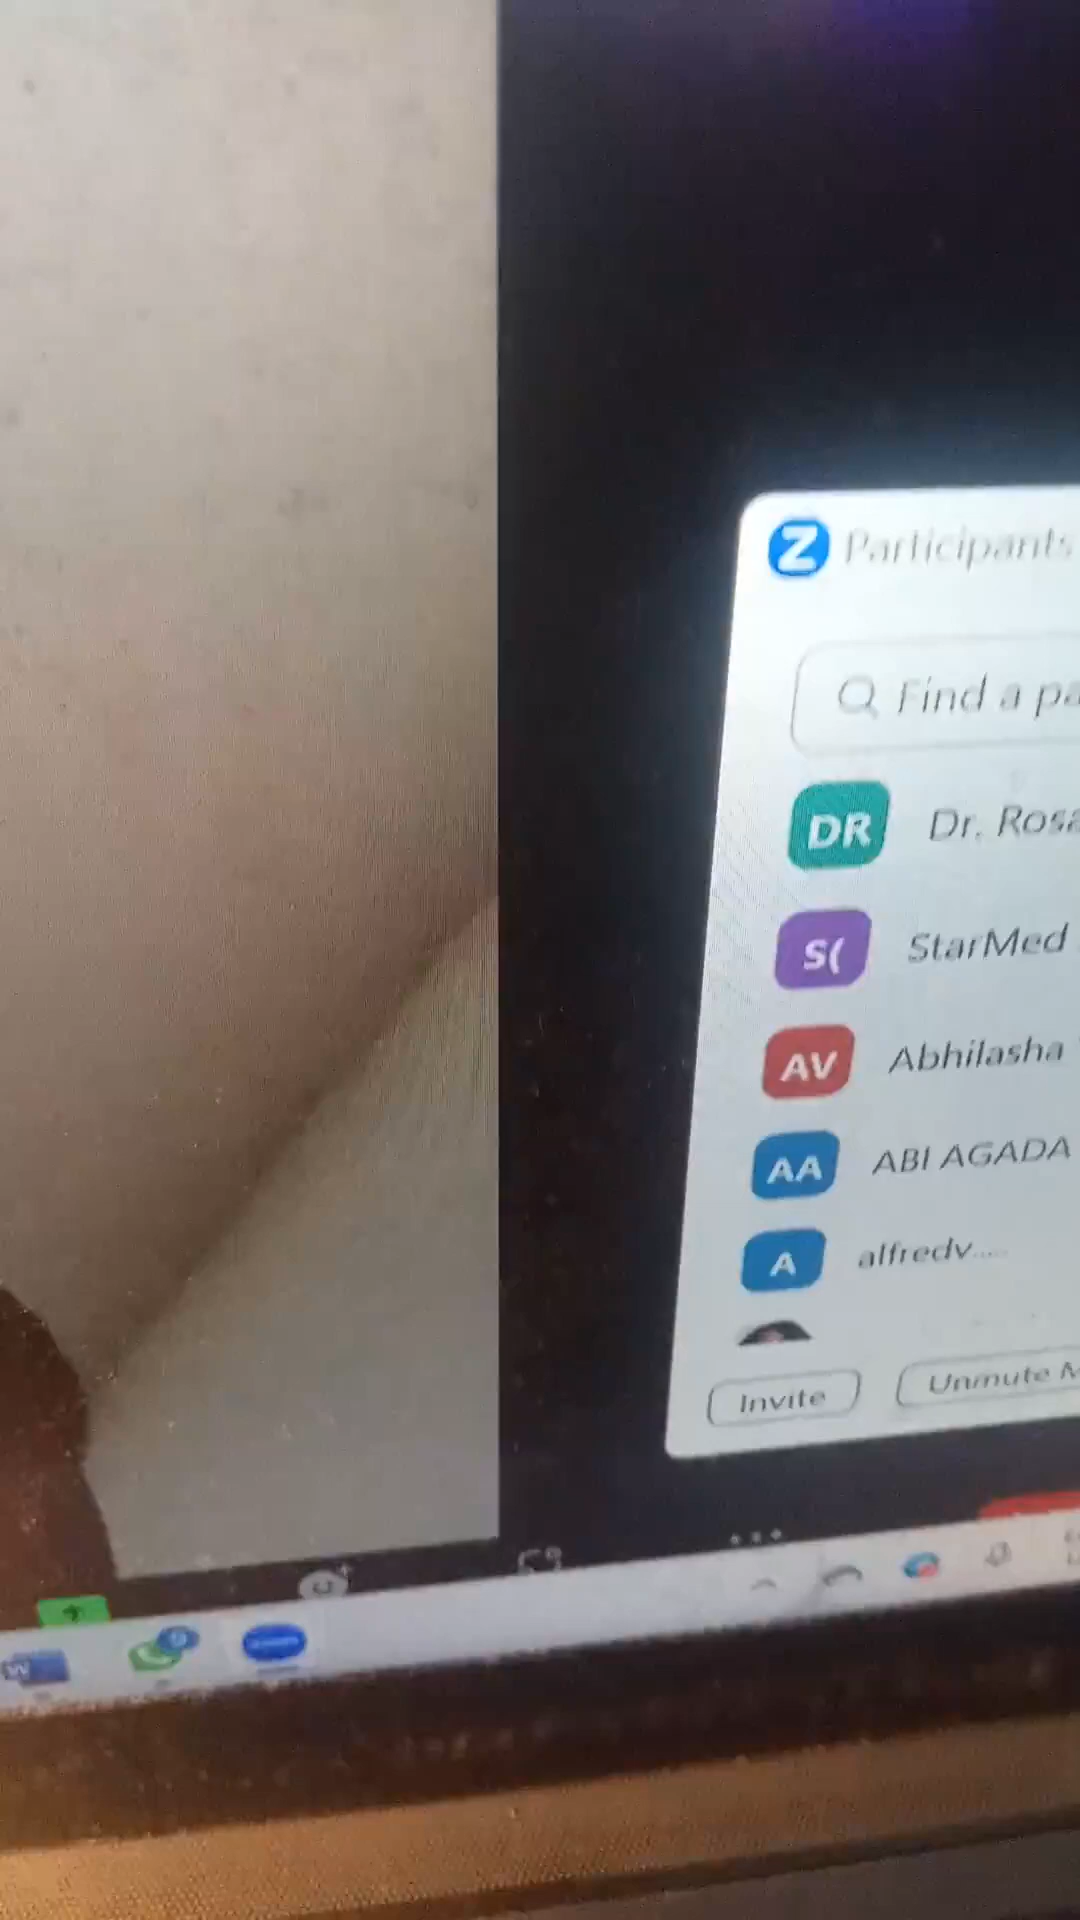 Z Participants
Find a pa
DR Dr. Rosa
S( StarMed
AV Abhilasha
AA ABI AGADA
A alfredv....
Invite
Unmute M
W